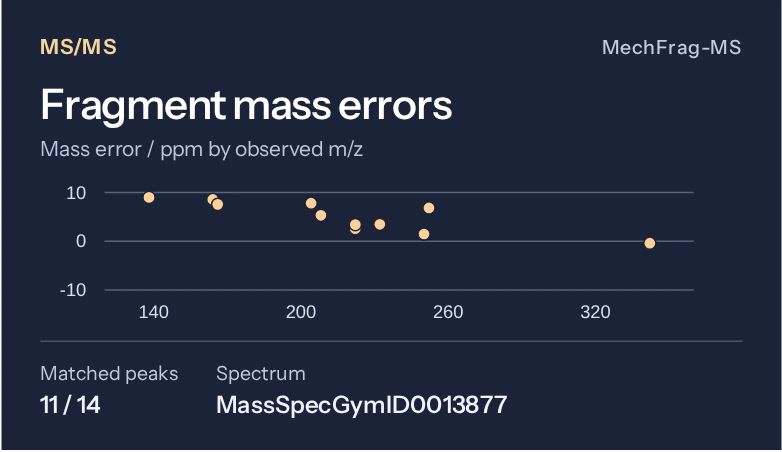 MS/MS
MechFrag-MS
Fragment mass errors
Mass error / ppm by observed m/z
10
0
-10
140 200 260 320
Matched peaks Spectrum
11 / 14 MassSpecGymID0013877